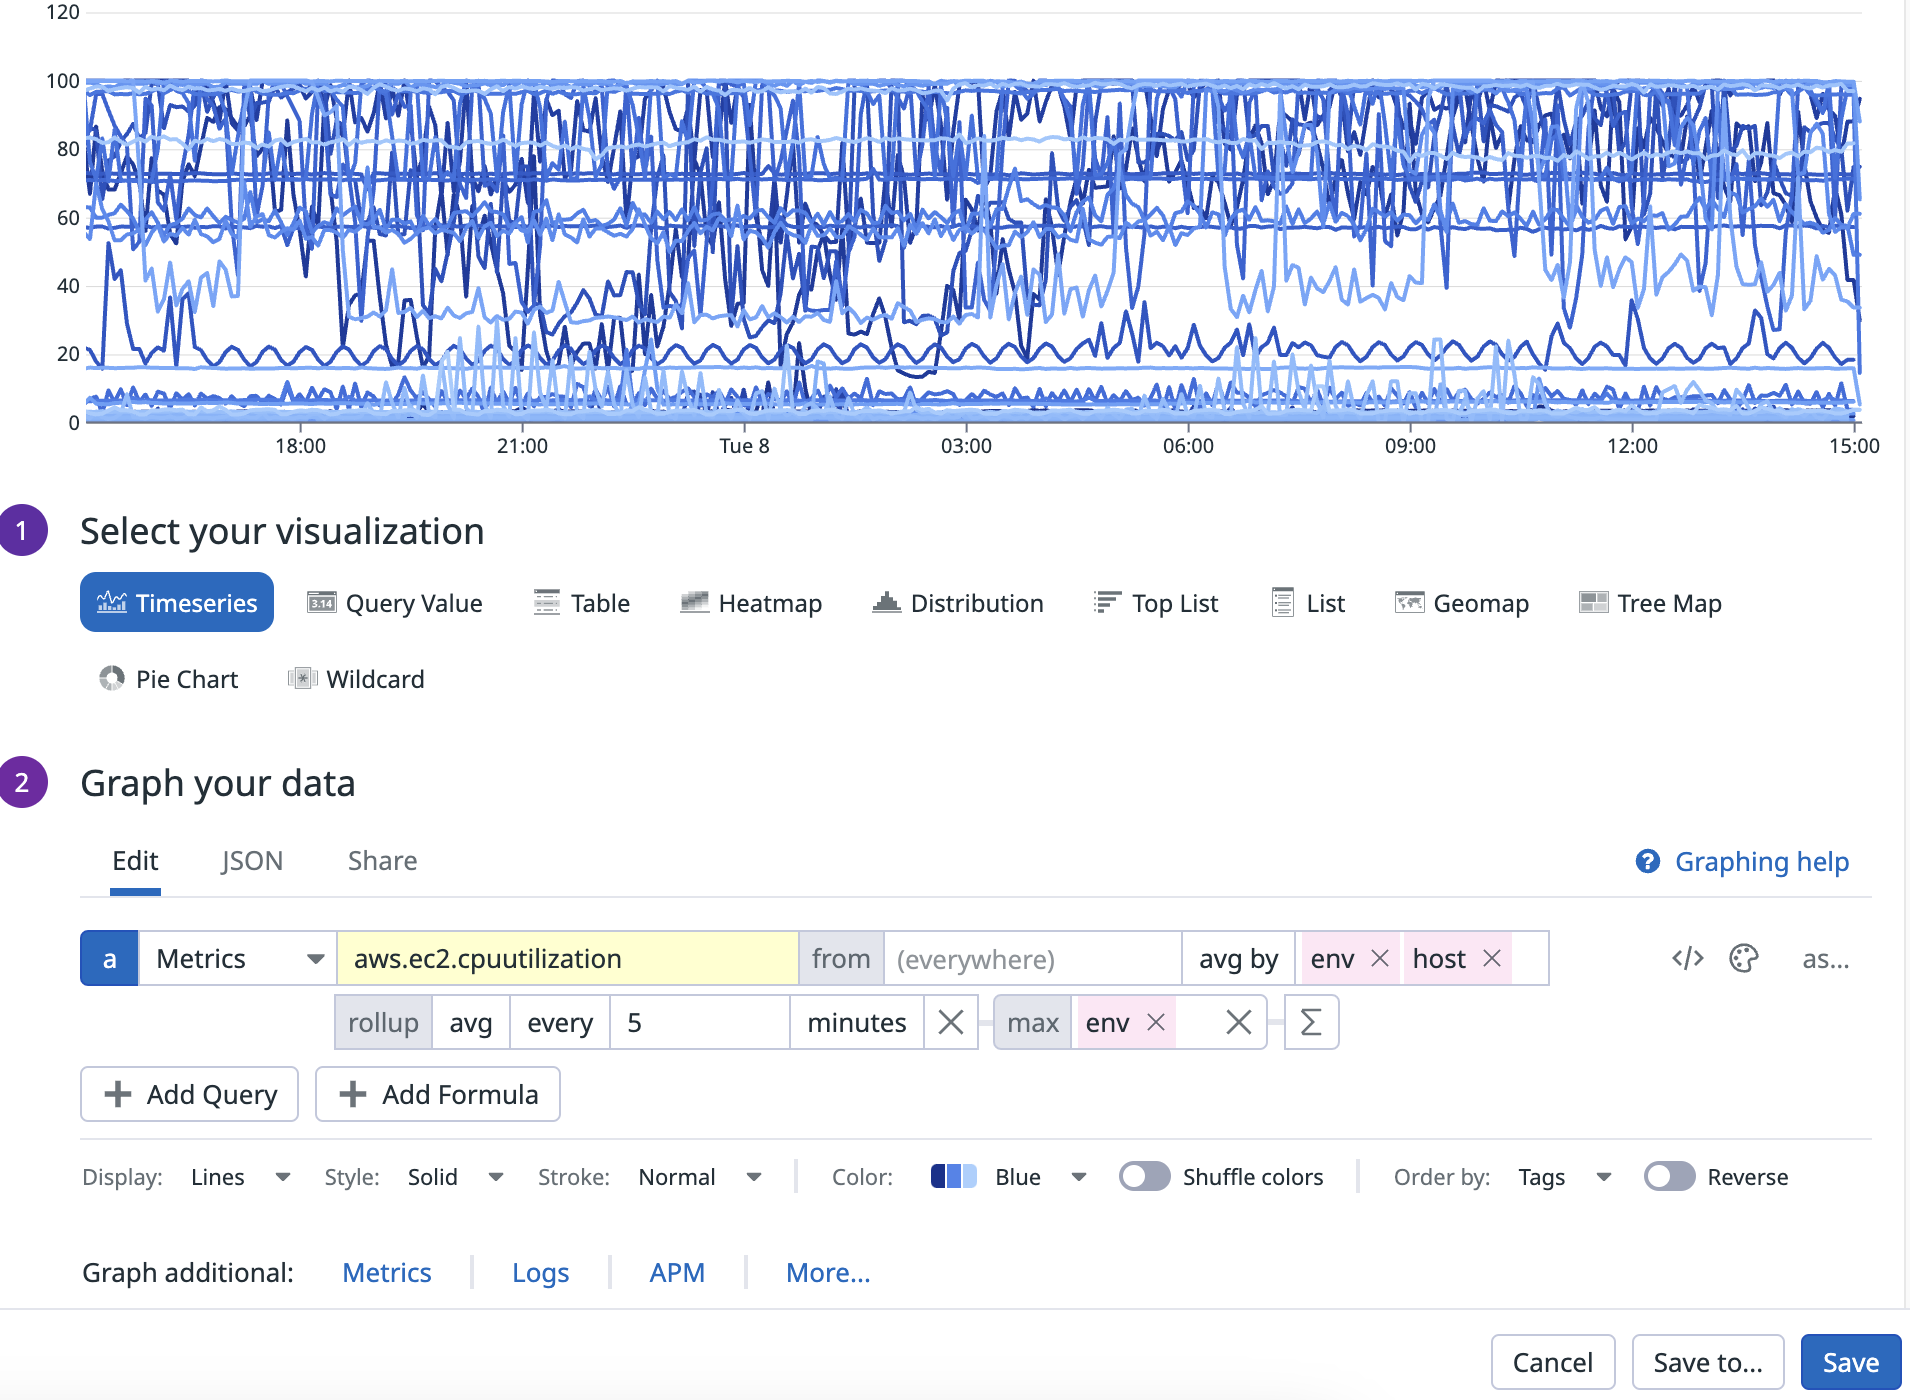 120
100
80
60
40
20
0
18:00 21:00 Tue 8 03:00 06:00 09:00 12:00 15:00
1 Select your visualization
Timeseries 3.14 Query Value Table Heatmap Distribution Top List List Geomap Tree Map
Pie Chart * Wildcard
2 Graph your data
Edit JSON Share ? Graphing help
a Metrics aws.ec2.cpuutilization from (everywhere) avg by env × host × </> as...
rollup avg every 5 minutes × max env × × Σ
+ Add Query + Add Formula
Display: Lines Style: Solid Stroke: Normal Color: Blue Shuffle colors Order by: Tags Reverse
Graph additional: Metrics Logs APM More...
Cancel Save to... Save